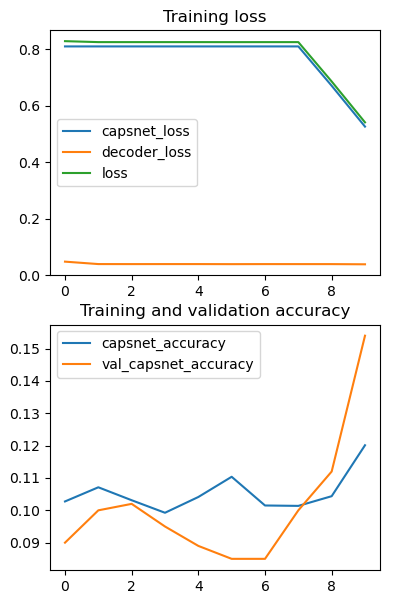 Training loss
0.8
0.6
0.4
0.2
0.0
capsnet_loss
decoder_loss
loss
0 2 4 6 8
Training and validation accuracy
0.15
0.14
0.13
0.12
0.11
0.10
0.09
capsnet_accuracy
val_capsnet_accuracy
0 2 4 6 8